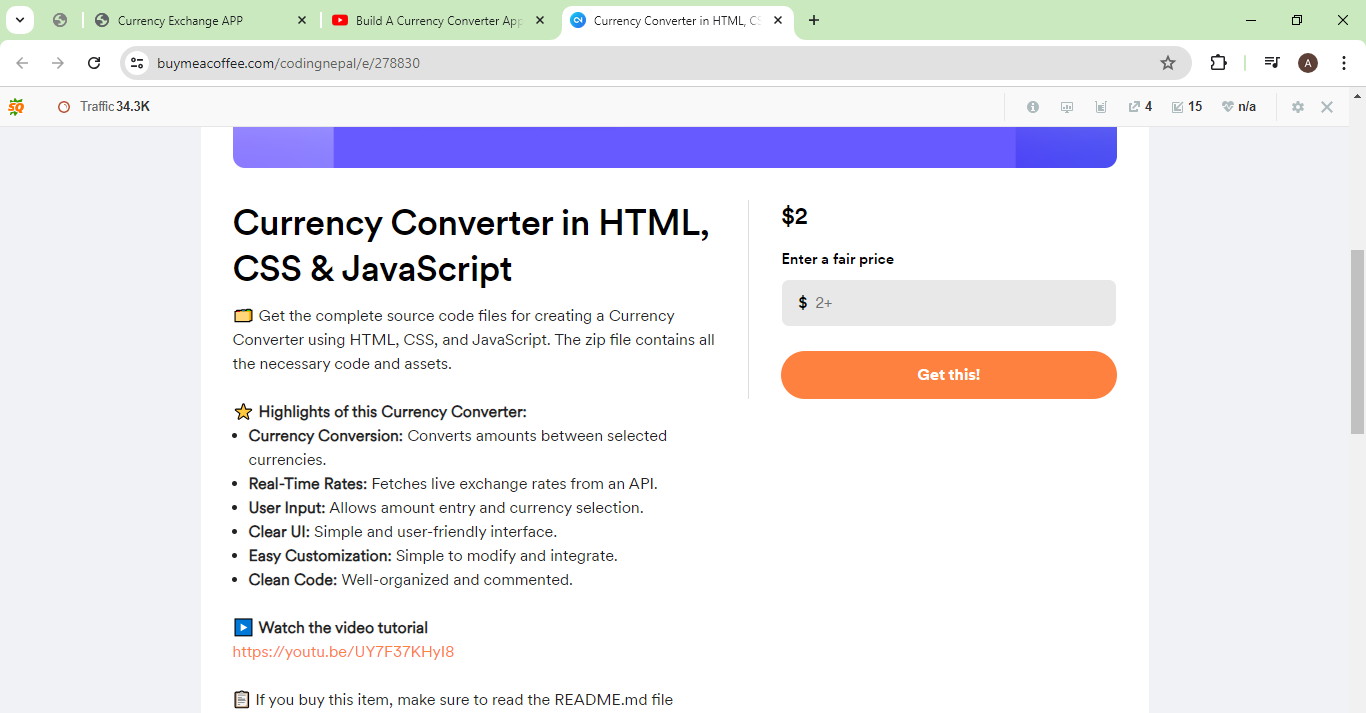 Currency Exchange APP
Build A Currency Converter App
Currency Converter in HTML, CS
buymeacoffee.com/codingnepal/e/278830
A
SQ
Traffic 34.3K
4
15
n/a
Currency Converter in HTML,
CSS & JavaScript
Get the complete source code files for creating a Currency
Converter using HTML, CSS, and JavaScript. The zip file contains all
the necessary code and assets.
Highlights of this Currency Converter:
• Currency Conversion: Converts amounts between selected
currencies.
• Real-Time Rates: Fetches live exchange rates from an API.
• User Input: Allows amount entry and currency selection.
• Clear UI: Simple and user-friendly interface.
• Easy Customization: Simple to modify and integrate.
• Clean Code: Well-organized and commented.
Watch the video tutorial
https://youtu.be/UY7F37KHyI8
If you buy this item, make sure to read the README.md file
$2
Enter a fair price
$ 2+
Get this!